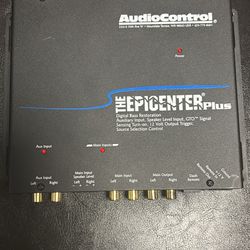 AudioControl®
Power
THE EPICENTER Plus
Digital Bass Restoration
Auxiliary Input, Speaker Level Input, GTO™ Signal
Sensing Turn-on, 12 Volt Output Trigger,
Source Selection Control
Aux Input
Main Inputs
Aux Input
Left Right
Main Input
Speaker Level
Left Right
Main Input
Left Right
Main Output
Left Right
Dash
Remote